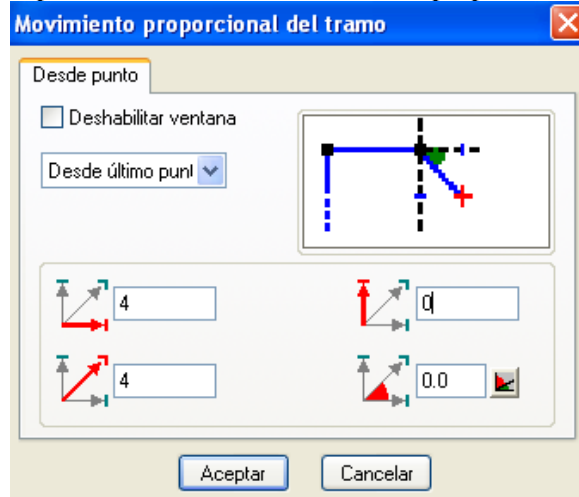 Movimiento proporcional del tramo
Desde punto
Deshabilitar ventana
Desde último punt
4
0
4
0.0
Aceptar
Cancelar